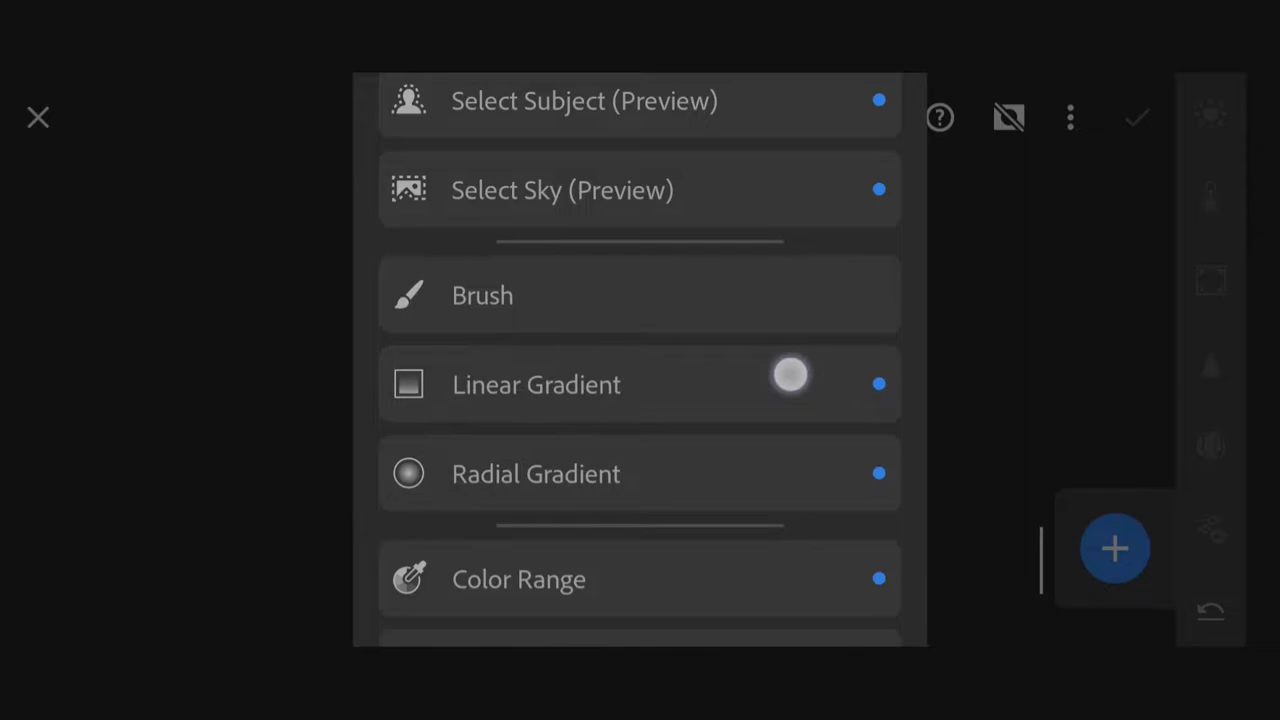 Select Subject (Preview)
Select Sky (Preview)
Brush
Linear Gradient
Radial Gradient
Color Range